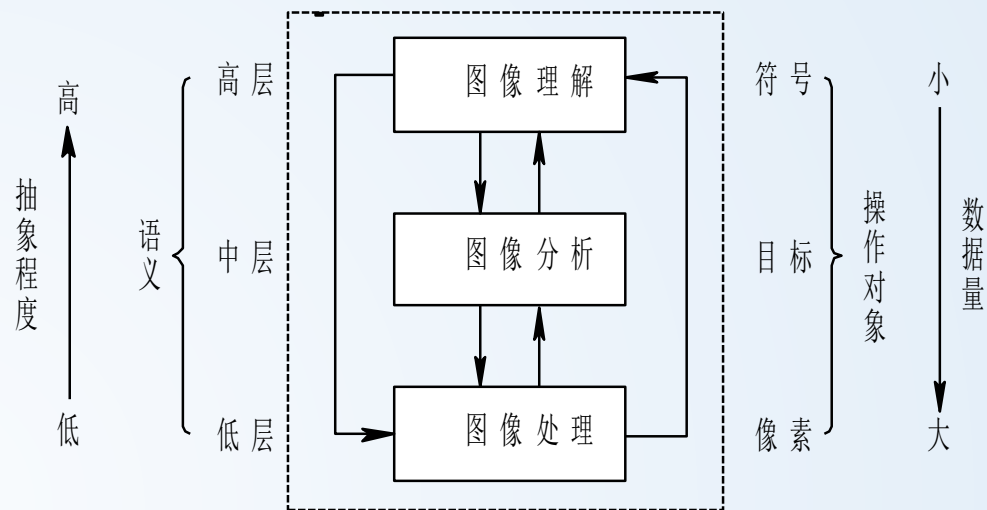 高层
图像理解
符号
小
高
抽象程度
语义
中层
图像分析
目标
操作对象
数据量
低
低层
图像处理
像素
大